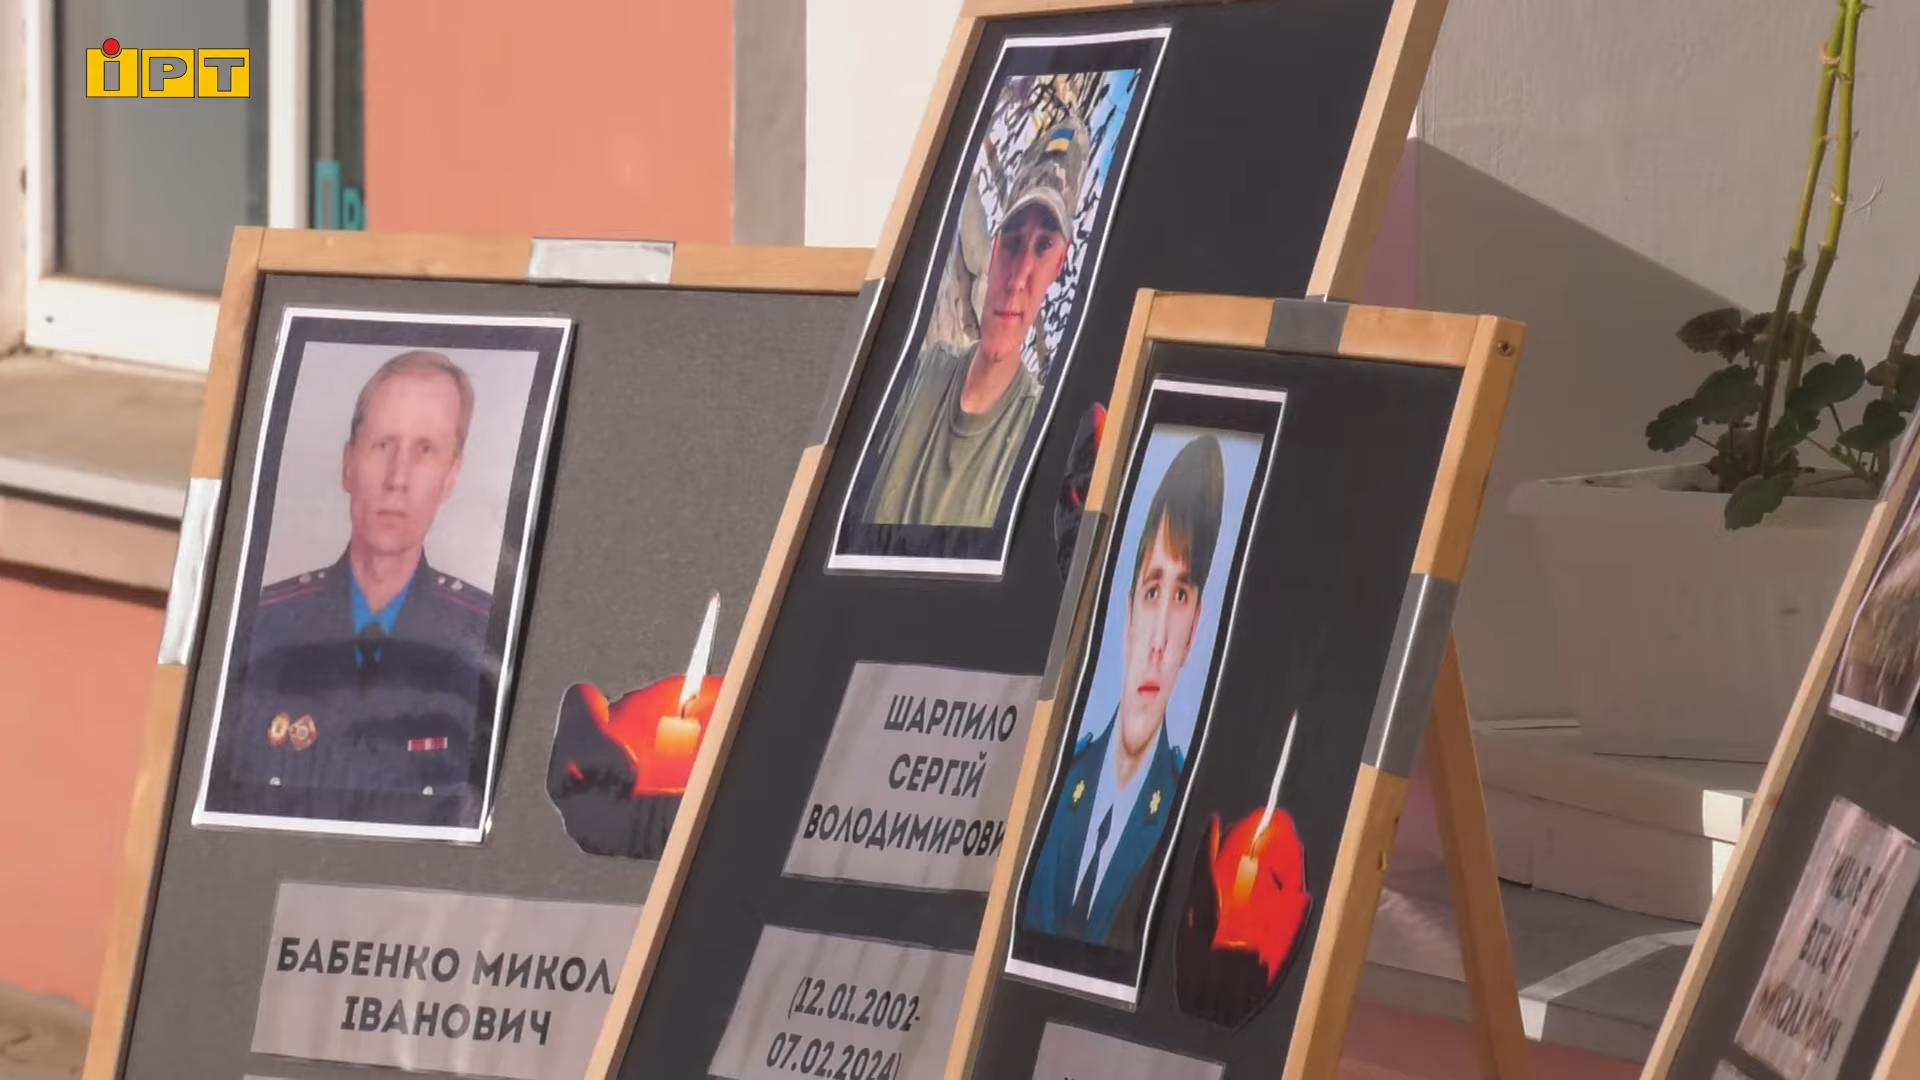 іРТ
БАБЕНКО МИКОЛ
ІВАНОВИЧ
ШАРПИЛО
СЕРГІЙ
ВОЛОДИМИРОВИ
(12.01.2002-
07.02.2024)